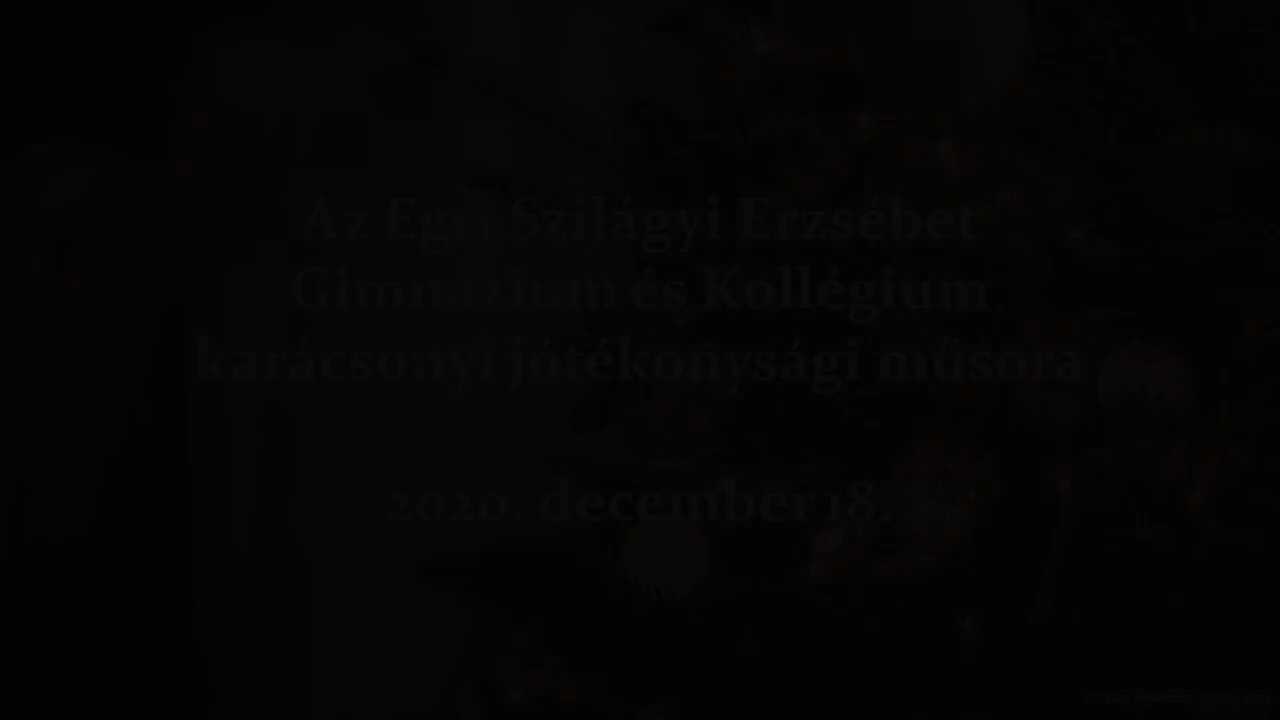 Az Egri Szilágyi Erzsébet
Gimnázium és Kollégium
karácsonyi jótékonysági műsora
2020. december 18.